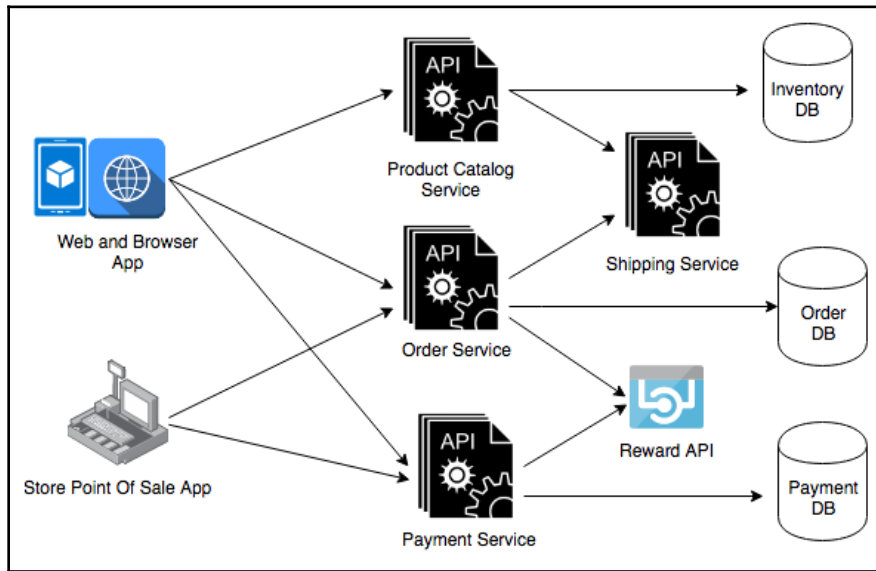 API
Product Catalog
Service
Inventory
DB
Web and Browser
App
API
Shipping Service
API
Order Service
Order
DB
Store Point Of Sale App
API
Payment Service
Reward API
Payment
DB